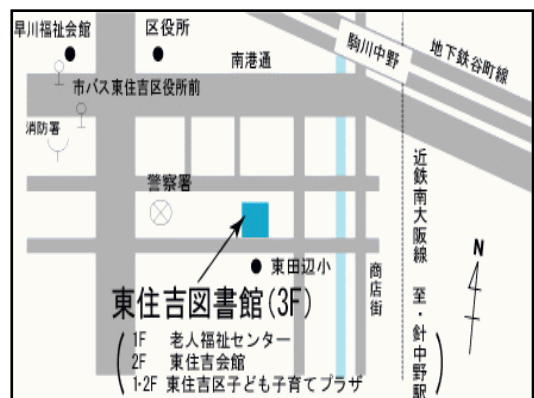 早川福祉会館
区役所
南港通
駒川中野
地下鉄谷町線
市バス東住吉区役所前
消防署
警察署
近鉄南大阪線 至・針中野駅
N
東田辺小
商店街
東住吉図書館(3F)
1F 老人福祉センター
2F 東住吉会館
1・2F 東住吉区子ども子育てプラザ